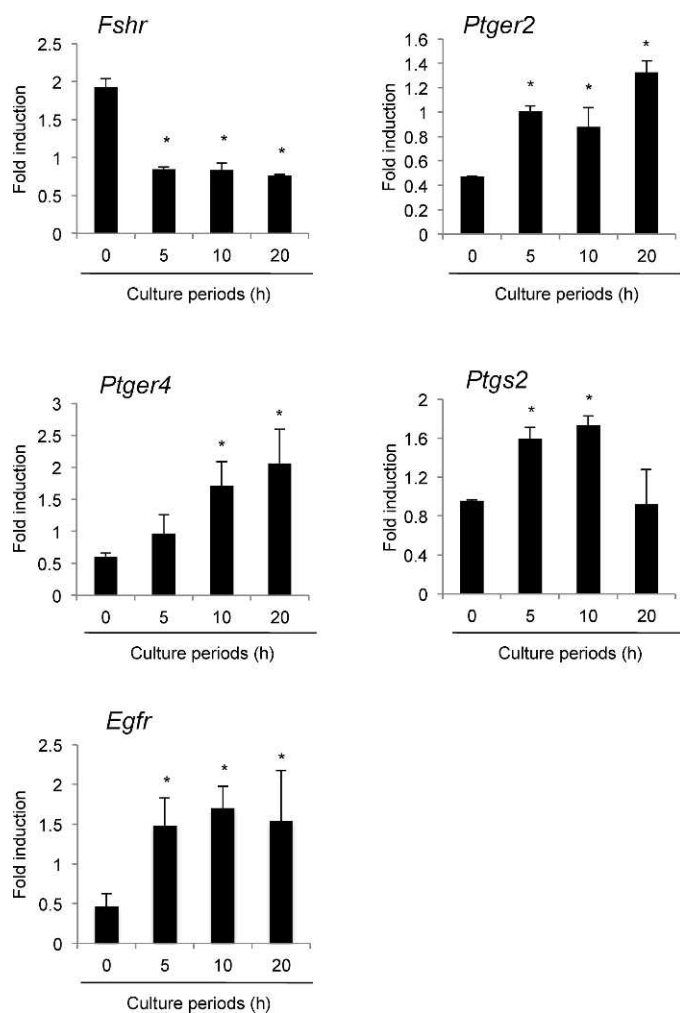 Fshr
2.5
2
1.5
1
0.5
0
Fold induction
* * *
0 5 10 20
Culture periods (h)
Ptger2
1.6
1.4
1.2
1
0.8
0.6
0.4
0.2
0
Fold induction
* * *
0 5 10 20
Culture periods (h)
Ptger4
3
2.5
2
1.5
1
0.5
0
Fold induction
* *
0 5 10 20
Culture periods (h)
Ptgs2
2
1.6
1.2
0.8
0.4
0
Fold induction
* *
0 5 10 20
Culture periods (h)
Egfr
2.5
2
1.5
1
0.5
0
Fold induction
* * *
0 5 10 20
Culture periods (h)